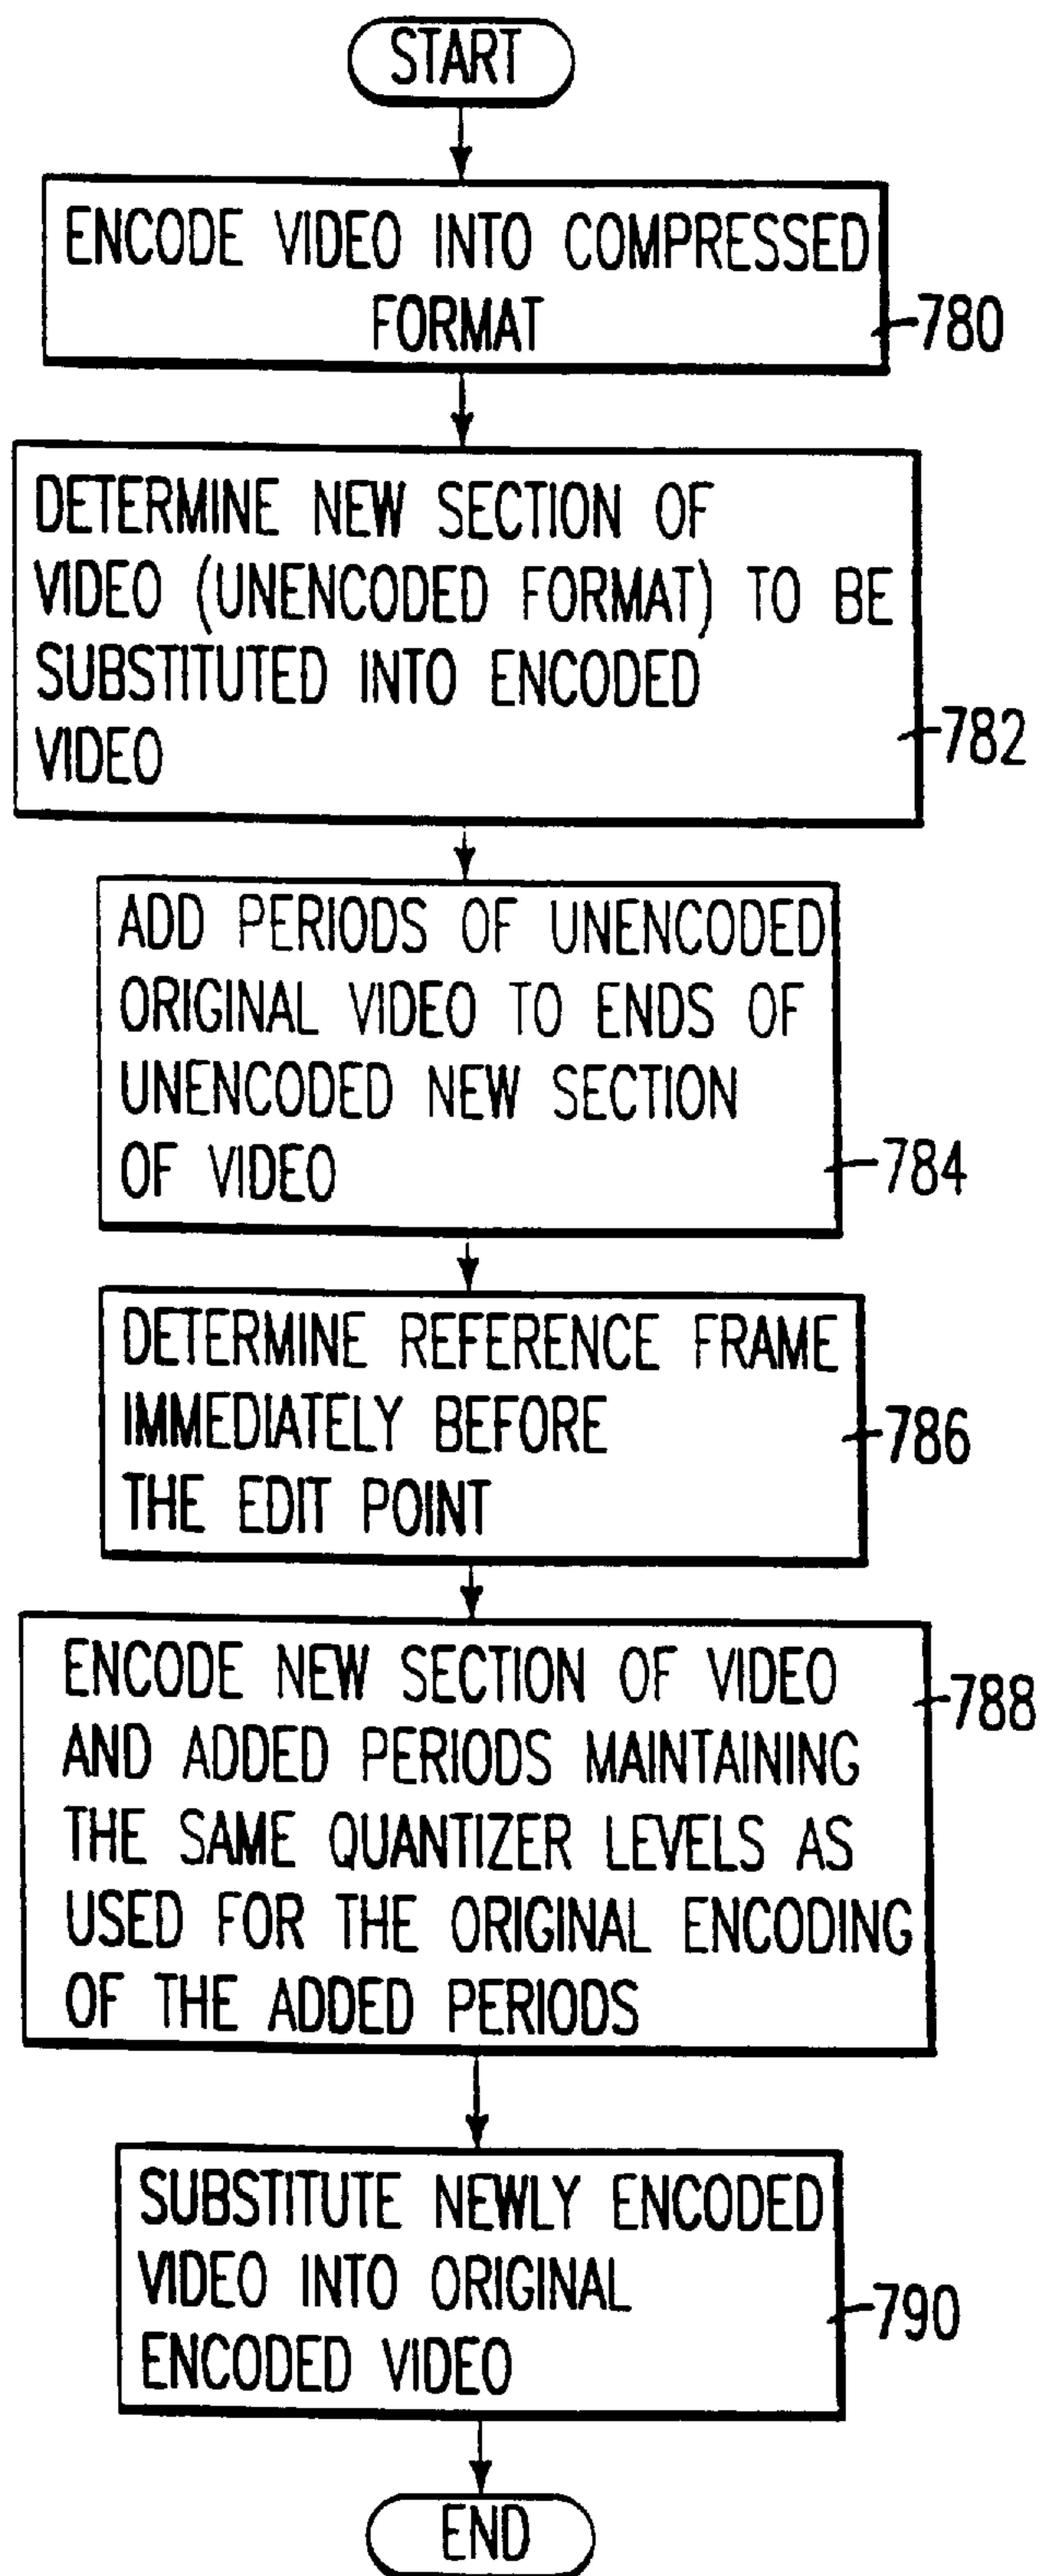 START
ENCODE VIDEO INTO COMPRESSED
FORMAT
780
DETERMINE NEW SECTION OF
VIDEO (UNENCODED FORMAT) TO BE
SUBSTITUTED INTO ENCODED
VIDEO
782
ADD PERIODS OF UNENCODED
ORIGINAL VIDEO TO ENDS OF
UNENCODED NEW SECTION
OF VIDEO
784
DETERMINE REFERENCE FRAME
IMMEDIATELY BEFORE
THE EDIT POINT
786
ENCODE NEW SECTION OF VIDEO
AND ADDED PERIODS MAINTAINING
THE SAME QUANTIZER LEVELS AS
USED FOR THE ORIGINAL ENCODING
OF THE ADDED PERIODS
788
SUBSTITUTE NEWLY ENCODED
VIDEO INTO ORIGINAL
ENCODED VIDEO
790
END